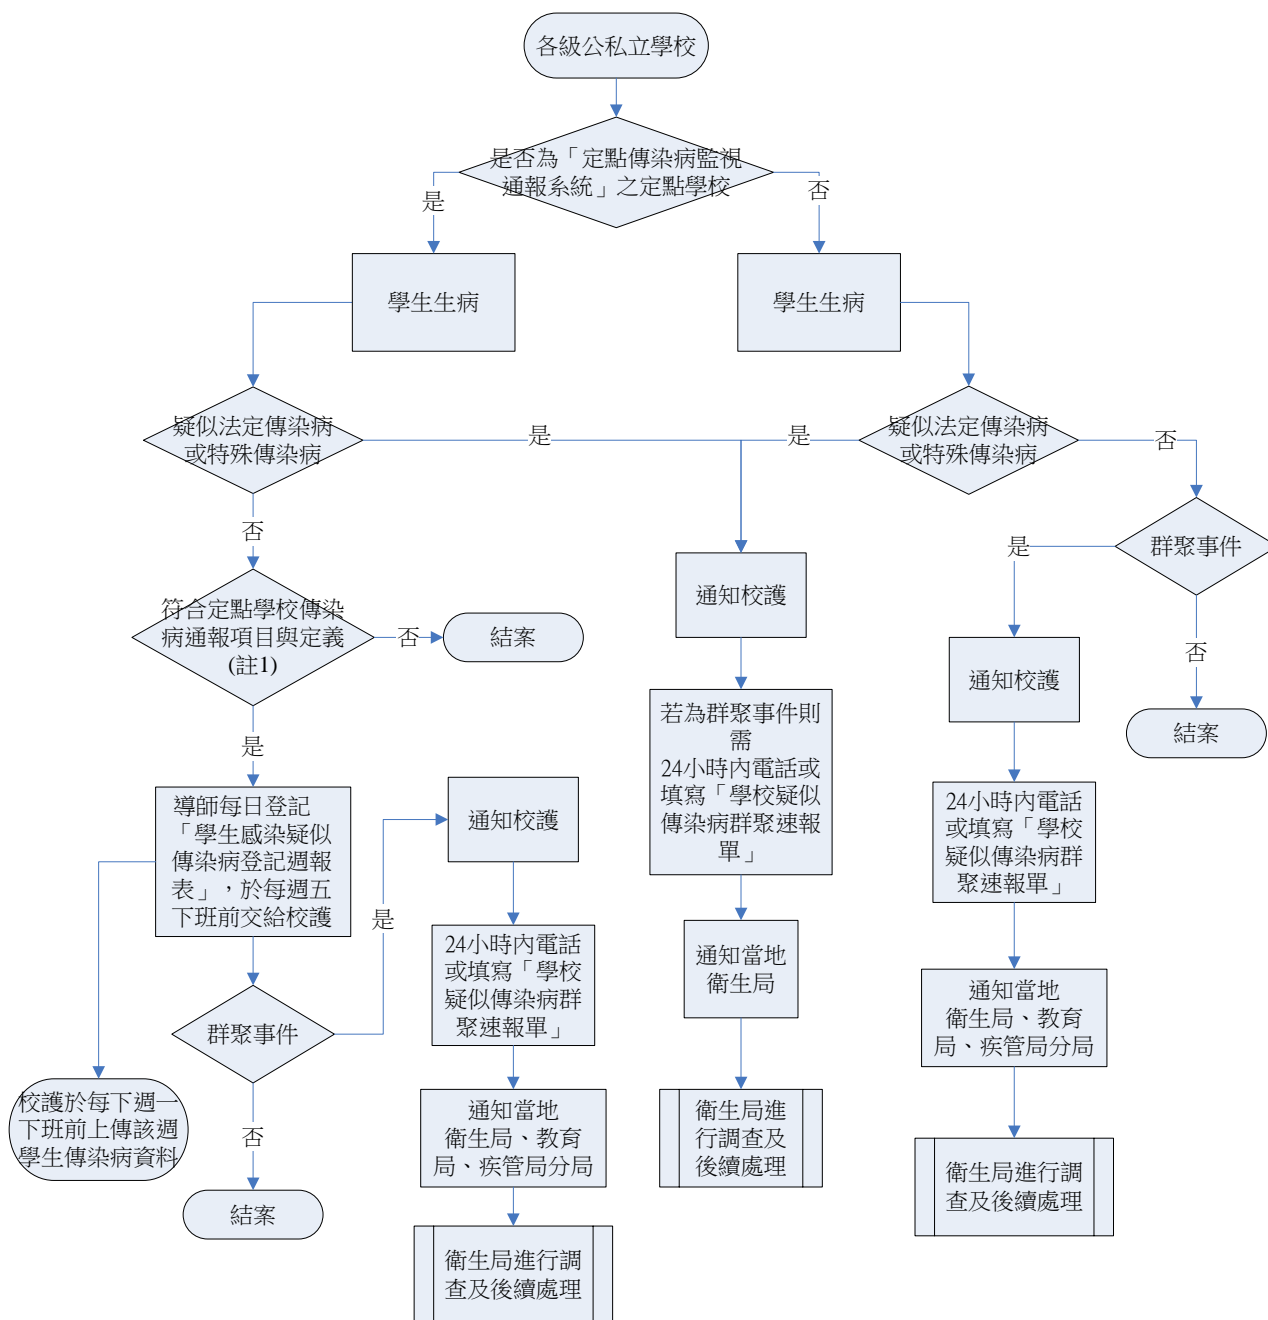 各級公私立學校
是否為「定點傳染病監視
通報系統」之定點學校
是
否
學生生病
學生生病
疑似法定傳染病
或特殊傳染病
是
是
疑似法定傳染病
或特殊傳染病
否
否
群聚事件
是
否
結案
符合定點學校傳染
病通報項目與定義
(註1)
否
結案
是
通知校護
若為群聚事件則
需
24小時內電話或
填寫「學校疑似
傳染病群聚速報
單」
通知當地
衛生局
衛生局進
行調查及
後續處理
通知校護
24小時內電話
或填寫「學校
疑似傳染病群
聚速報單」
通知當地
衛生局、教育
局、疾管局分局
衛生局進行調
查及後續處理
導師每日登記
「學生感染疑似
傳染病登記週報
表」，於每週五
下班前交給校護
是
通知校護
24小時內電話
或填寫「學校
疑似傳染病群
聚速報單」
通知當地
衛生局、教育
局、疾管局分局
衛生局進行調
查及後續處理
群聚事件
校護於每下週一
下班前上傳該週
學生傳染病資料
否
結案